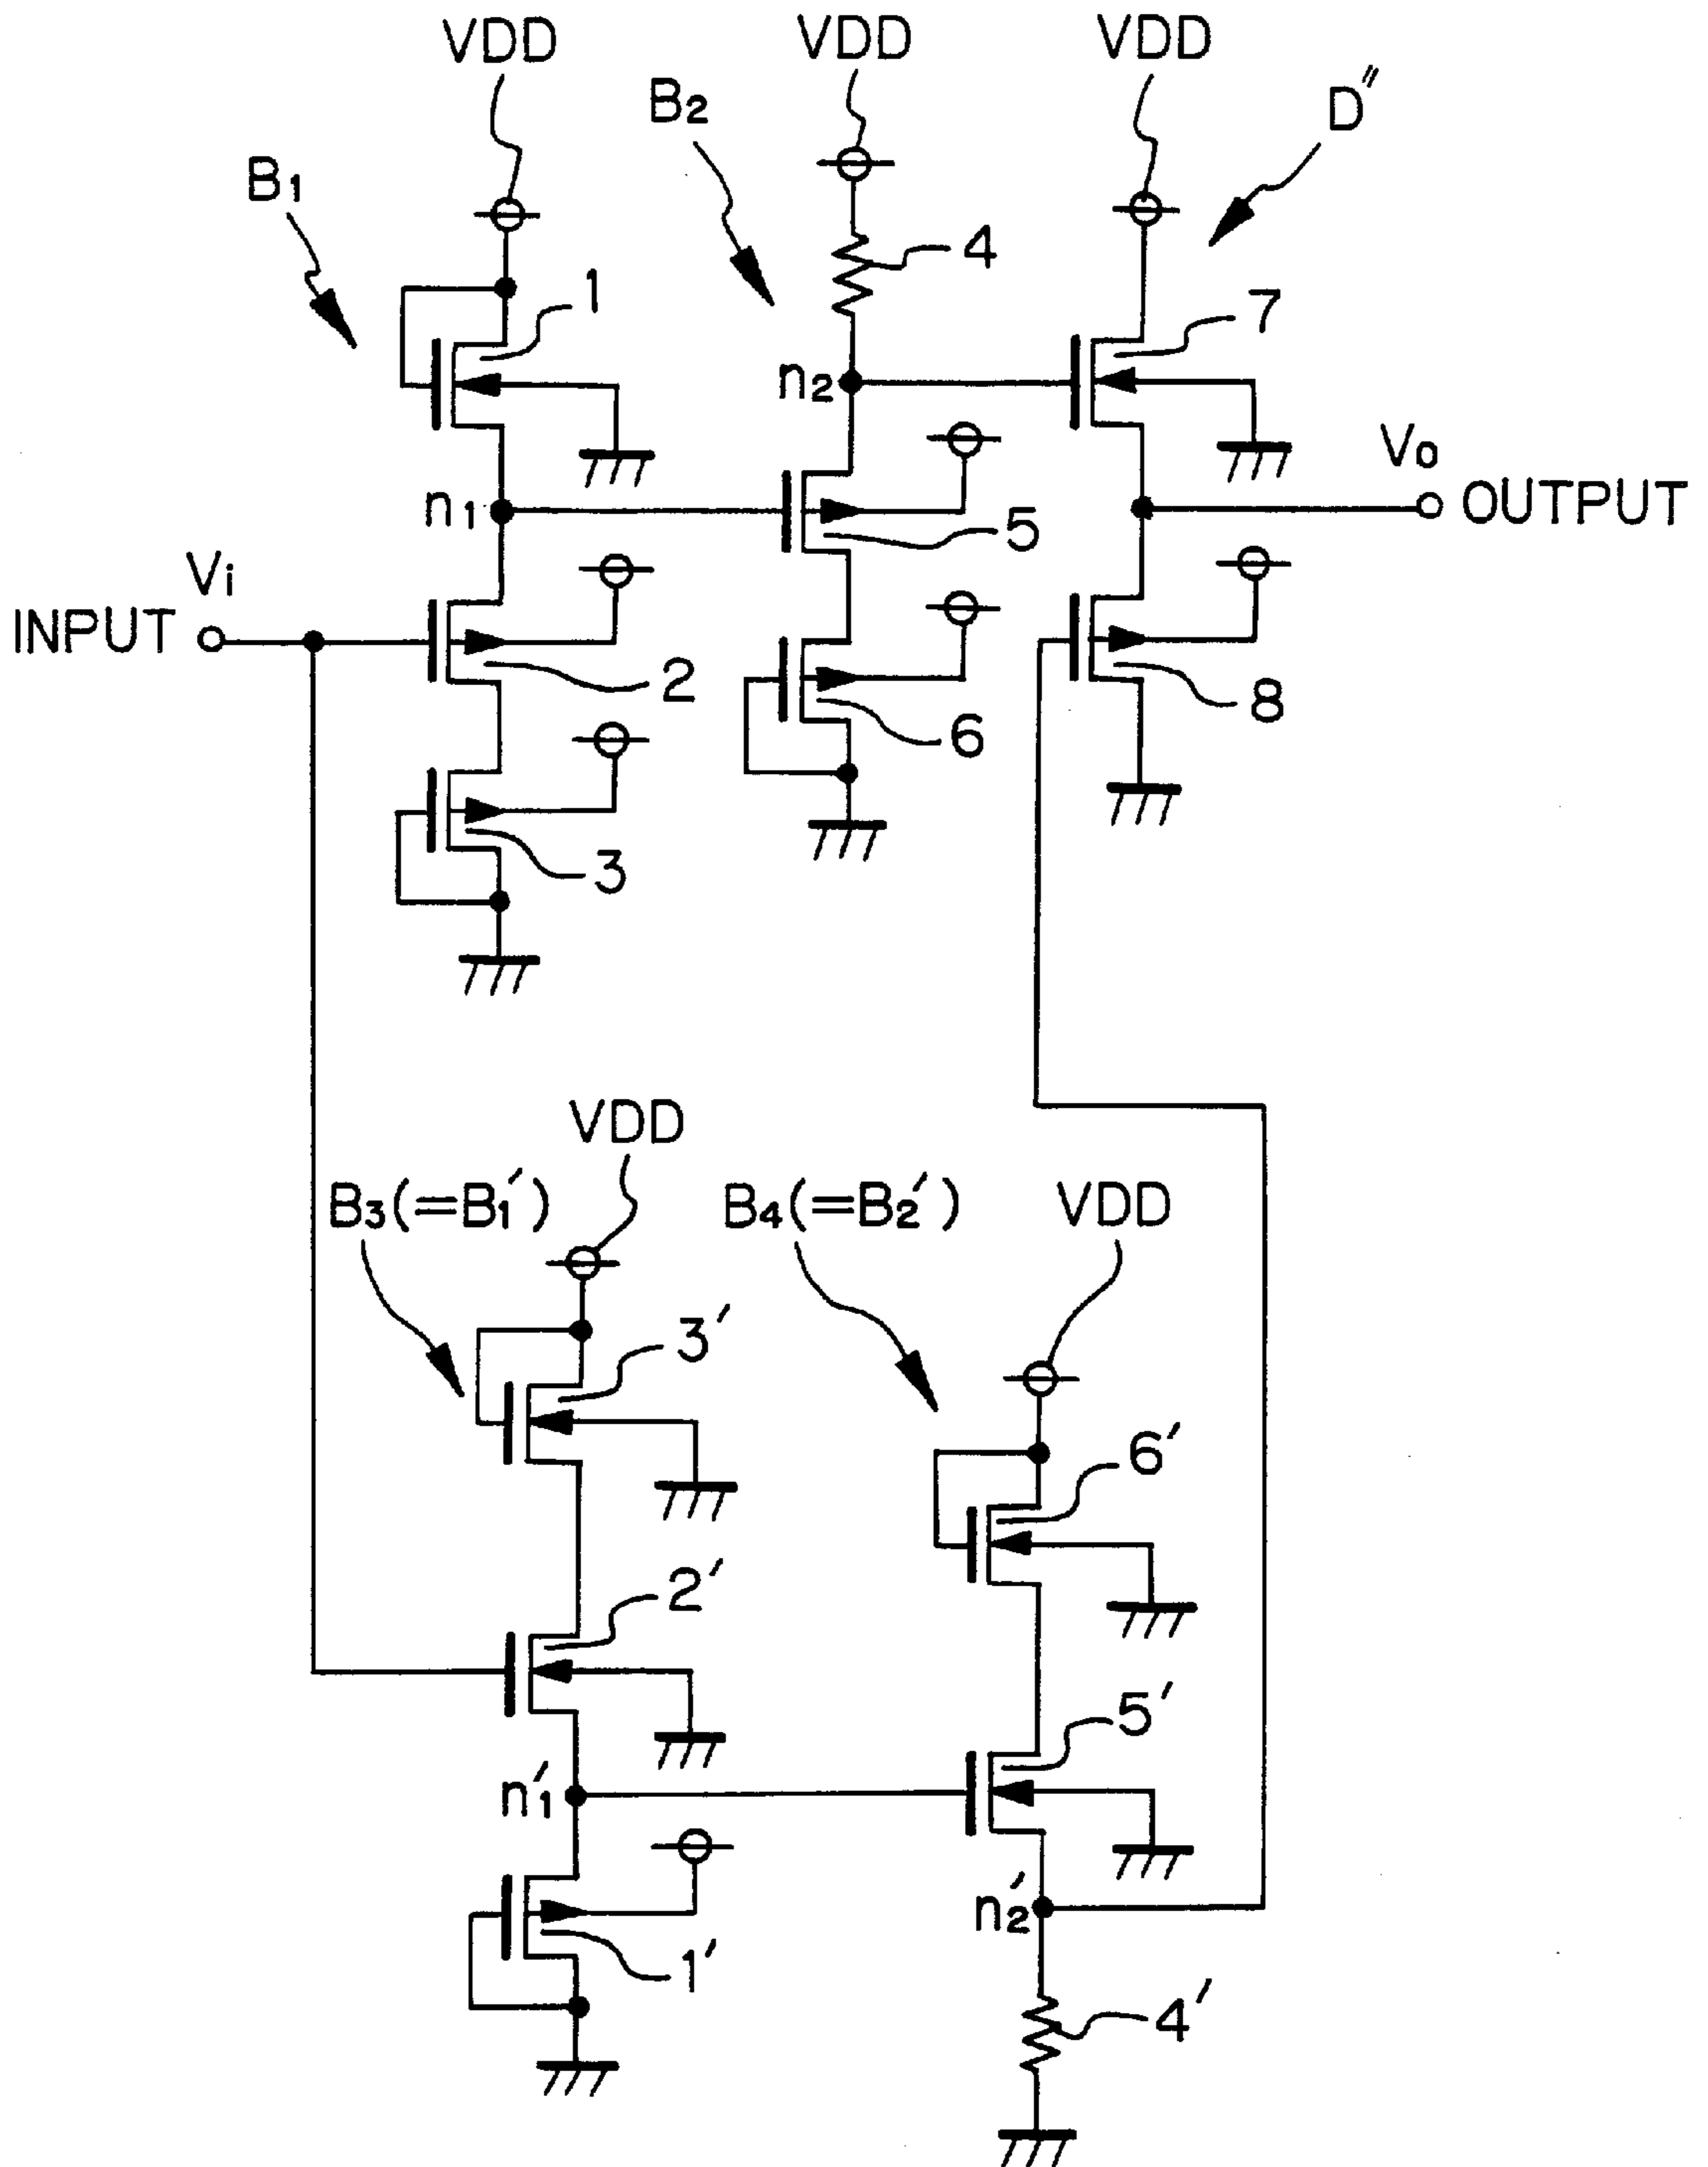 VDD
VDD
VDD
B₂
D″
B₁
4
1
7
n₂
V₀
n₁
5
OUTPUT
Vi
INPUT
2
6
8
3
VDD
B₃(=B₁′)
B₄(=B₂′)
VDD
3′
6′
2′
5′
n₁′
n₂′
1′
4′